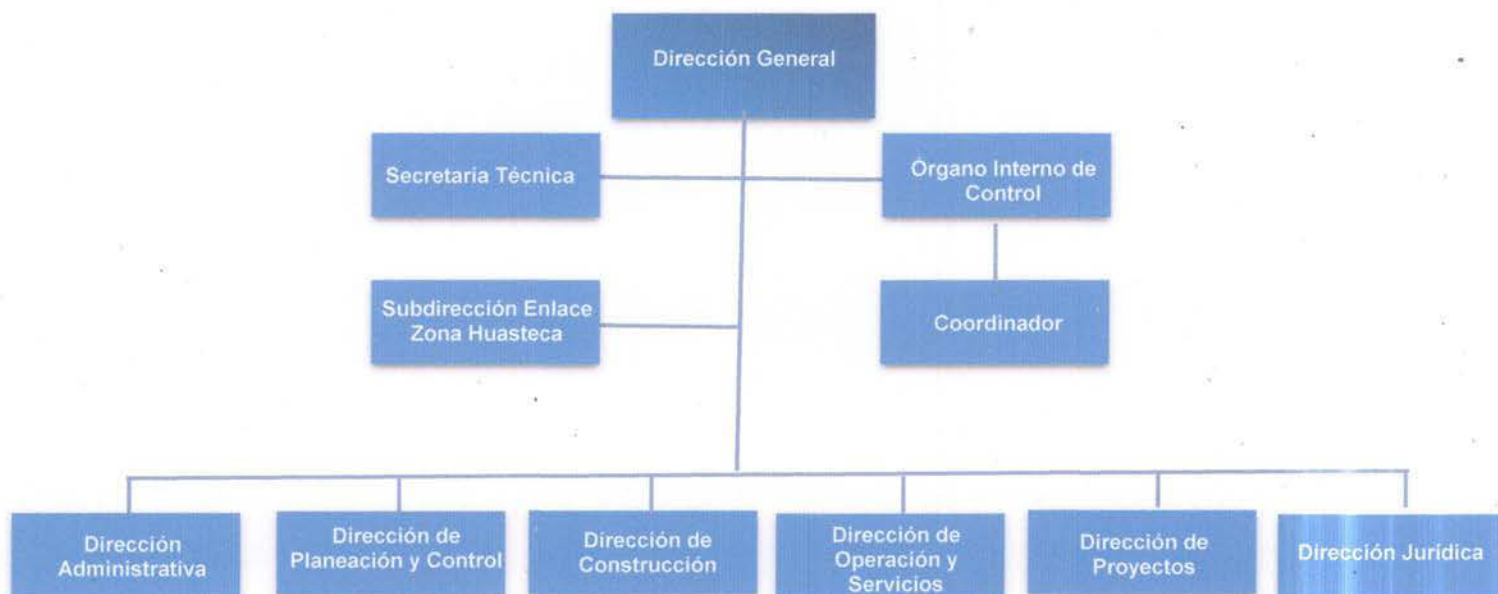 Dirección General
Secretaria Técnica
Órgano Interno de
Control
Subdirección Enlace
Zona Huasteca
Coordinador
Dirección
Administrativa
Dirección de
Planeación y Control
Dirección de
Construcción
Dirección de
Operación y
Servicios
Dirección de
Proyectos
Dirección Jurídica